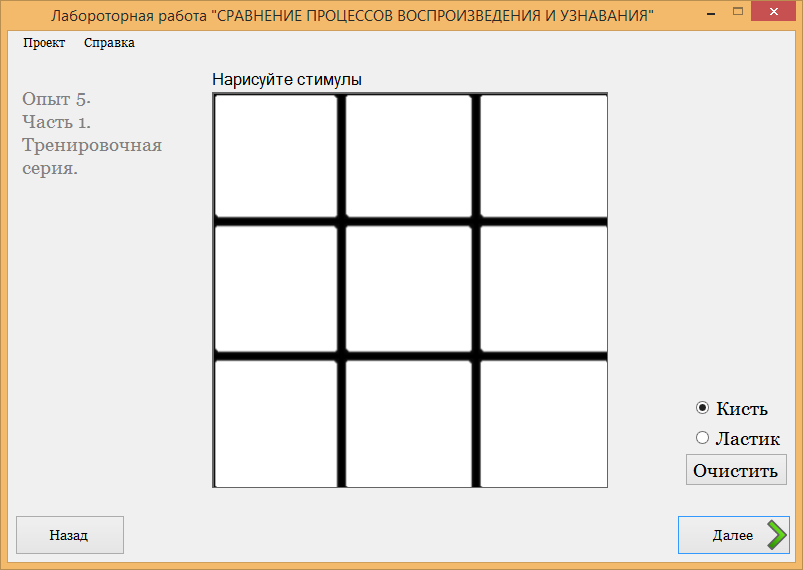 Лабороторная работа "СРАВНЕНИЕ ПРОЦЕССОВ ВОСПРОИЗВЕДЕНИЯ И УЗНАВАНИЯ"
Проект Справка
Нарисуйте стимулы
Опыт 5.
Часть 1.
Тренировочная
серия.
Кисть
Ластик
Очистить
Назад
Далее